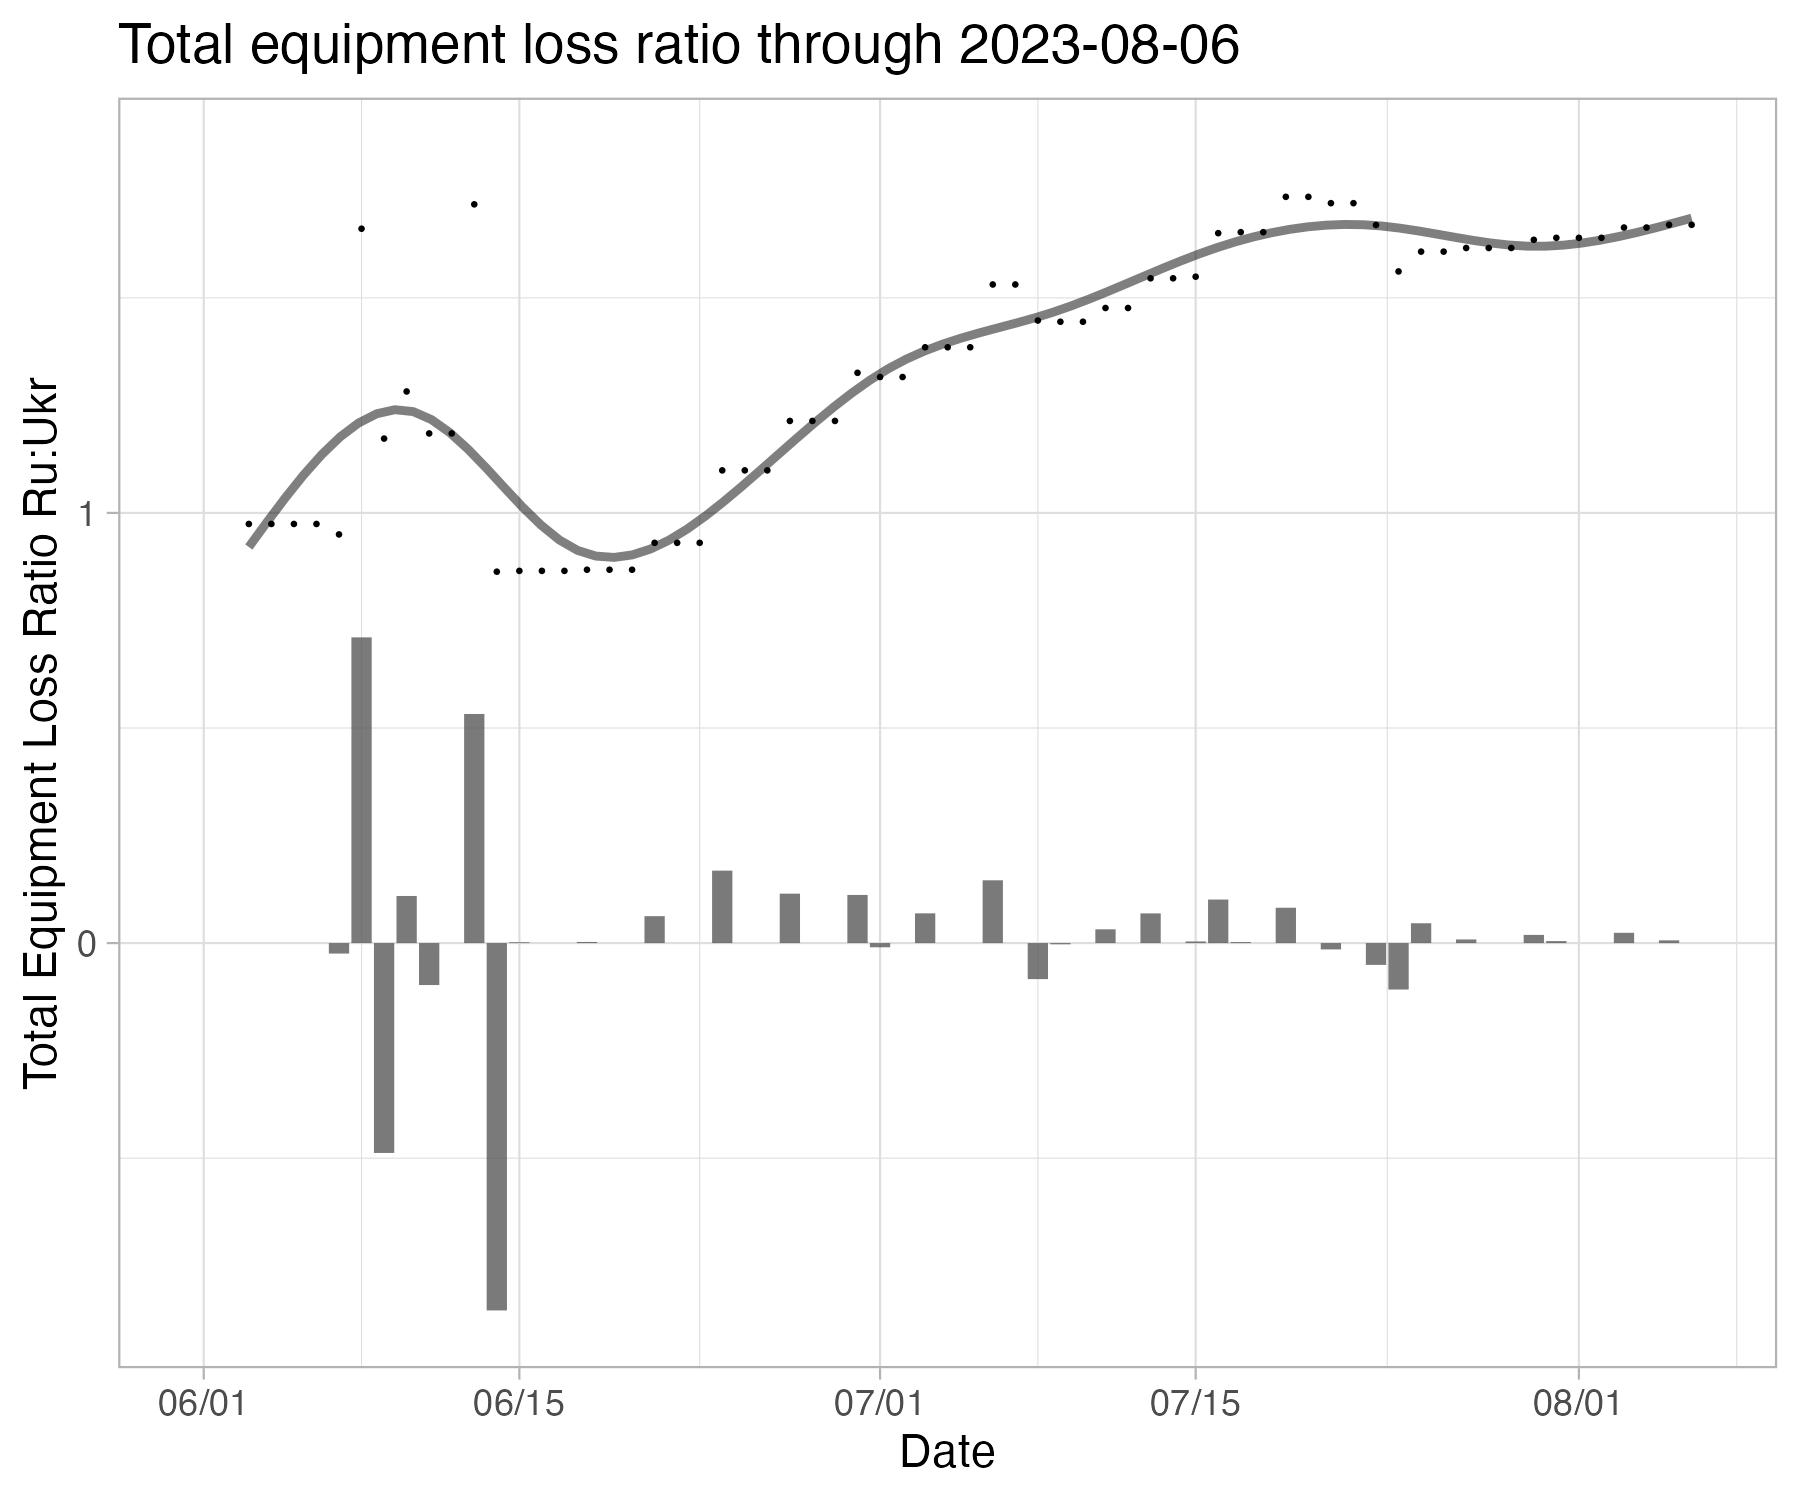 Total equipment loss ratio through 2023-08-06
Total Equipment Loss Ratio Ru:Ukr
1
0
06/01
06/15
07/01
07/15
08/01
Date